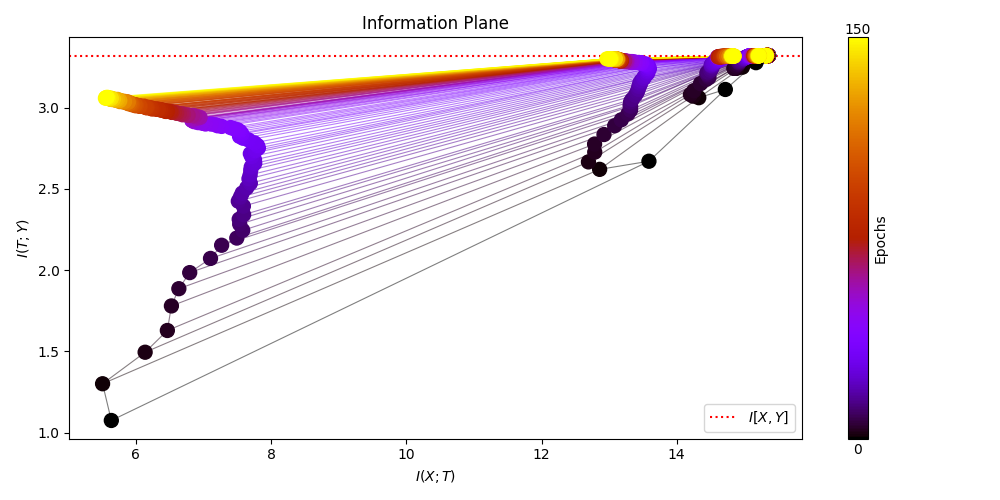 Information Plane
150
3.0
2.5
2.0
1.5
1.0
I(T; Y)
6
8
10
12
14
I(X; T)
I[X, Y]
Epochs
0